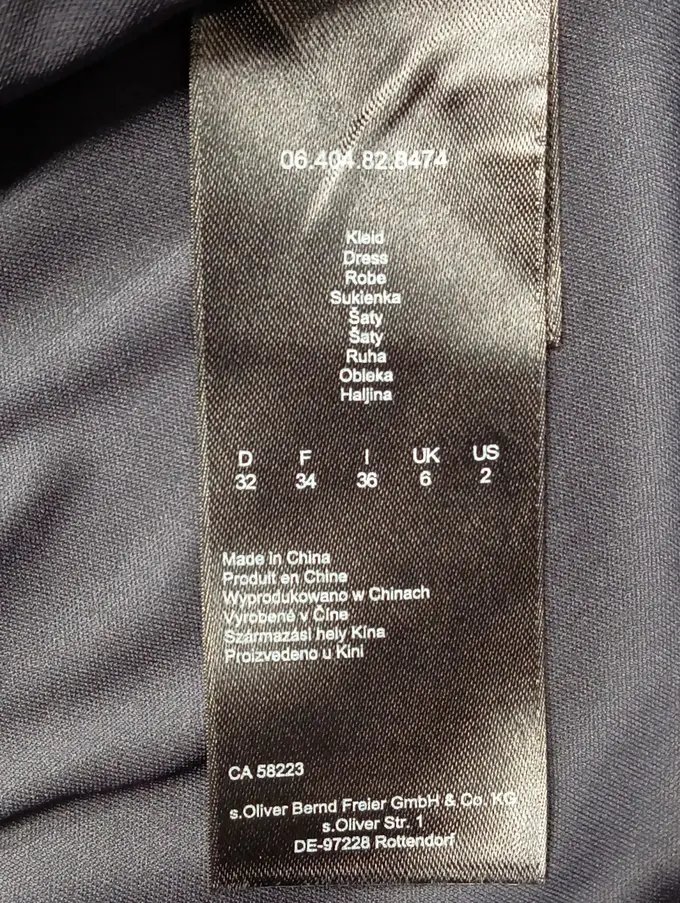 06.404.82.8474
Kleid
Dress
Robe
Sukienka
Šaty
Šaty
Ruha
Obleka
Haljina
D F I UK US
32 34 36 6 2
Made in China
Produit en Chine
Wyprodukowano w Chinach
Vyrobené v Číne
Származási hely Kína
Proizvedeno u Kini
CA 58223
s.Oliver Bernd Freier GmbH & Co. KG
s.Oliver Str. 1
DE-97228 Rottendorf